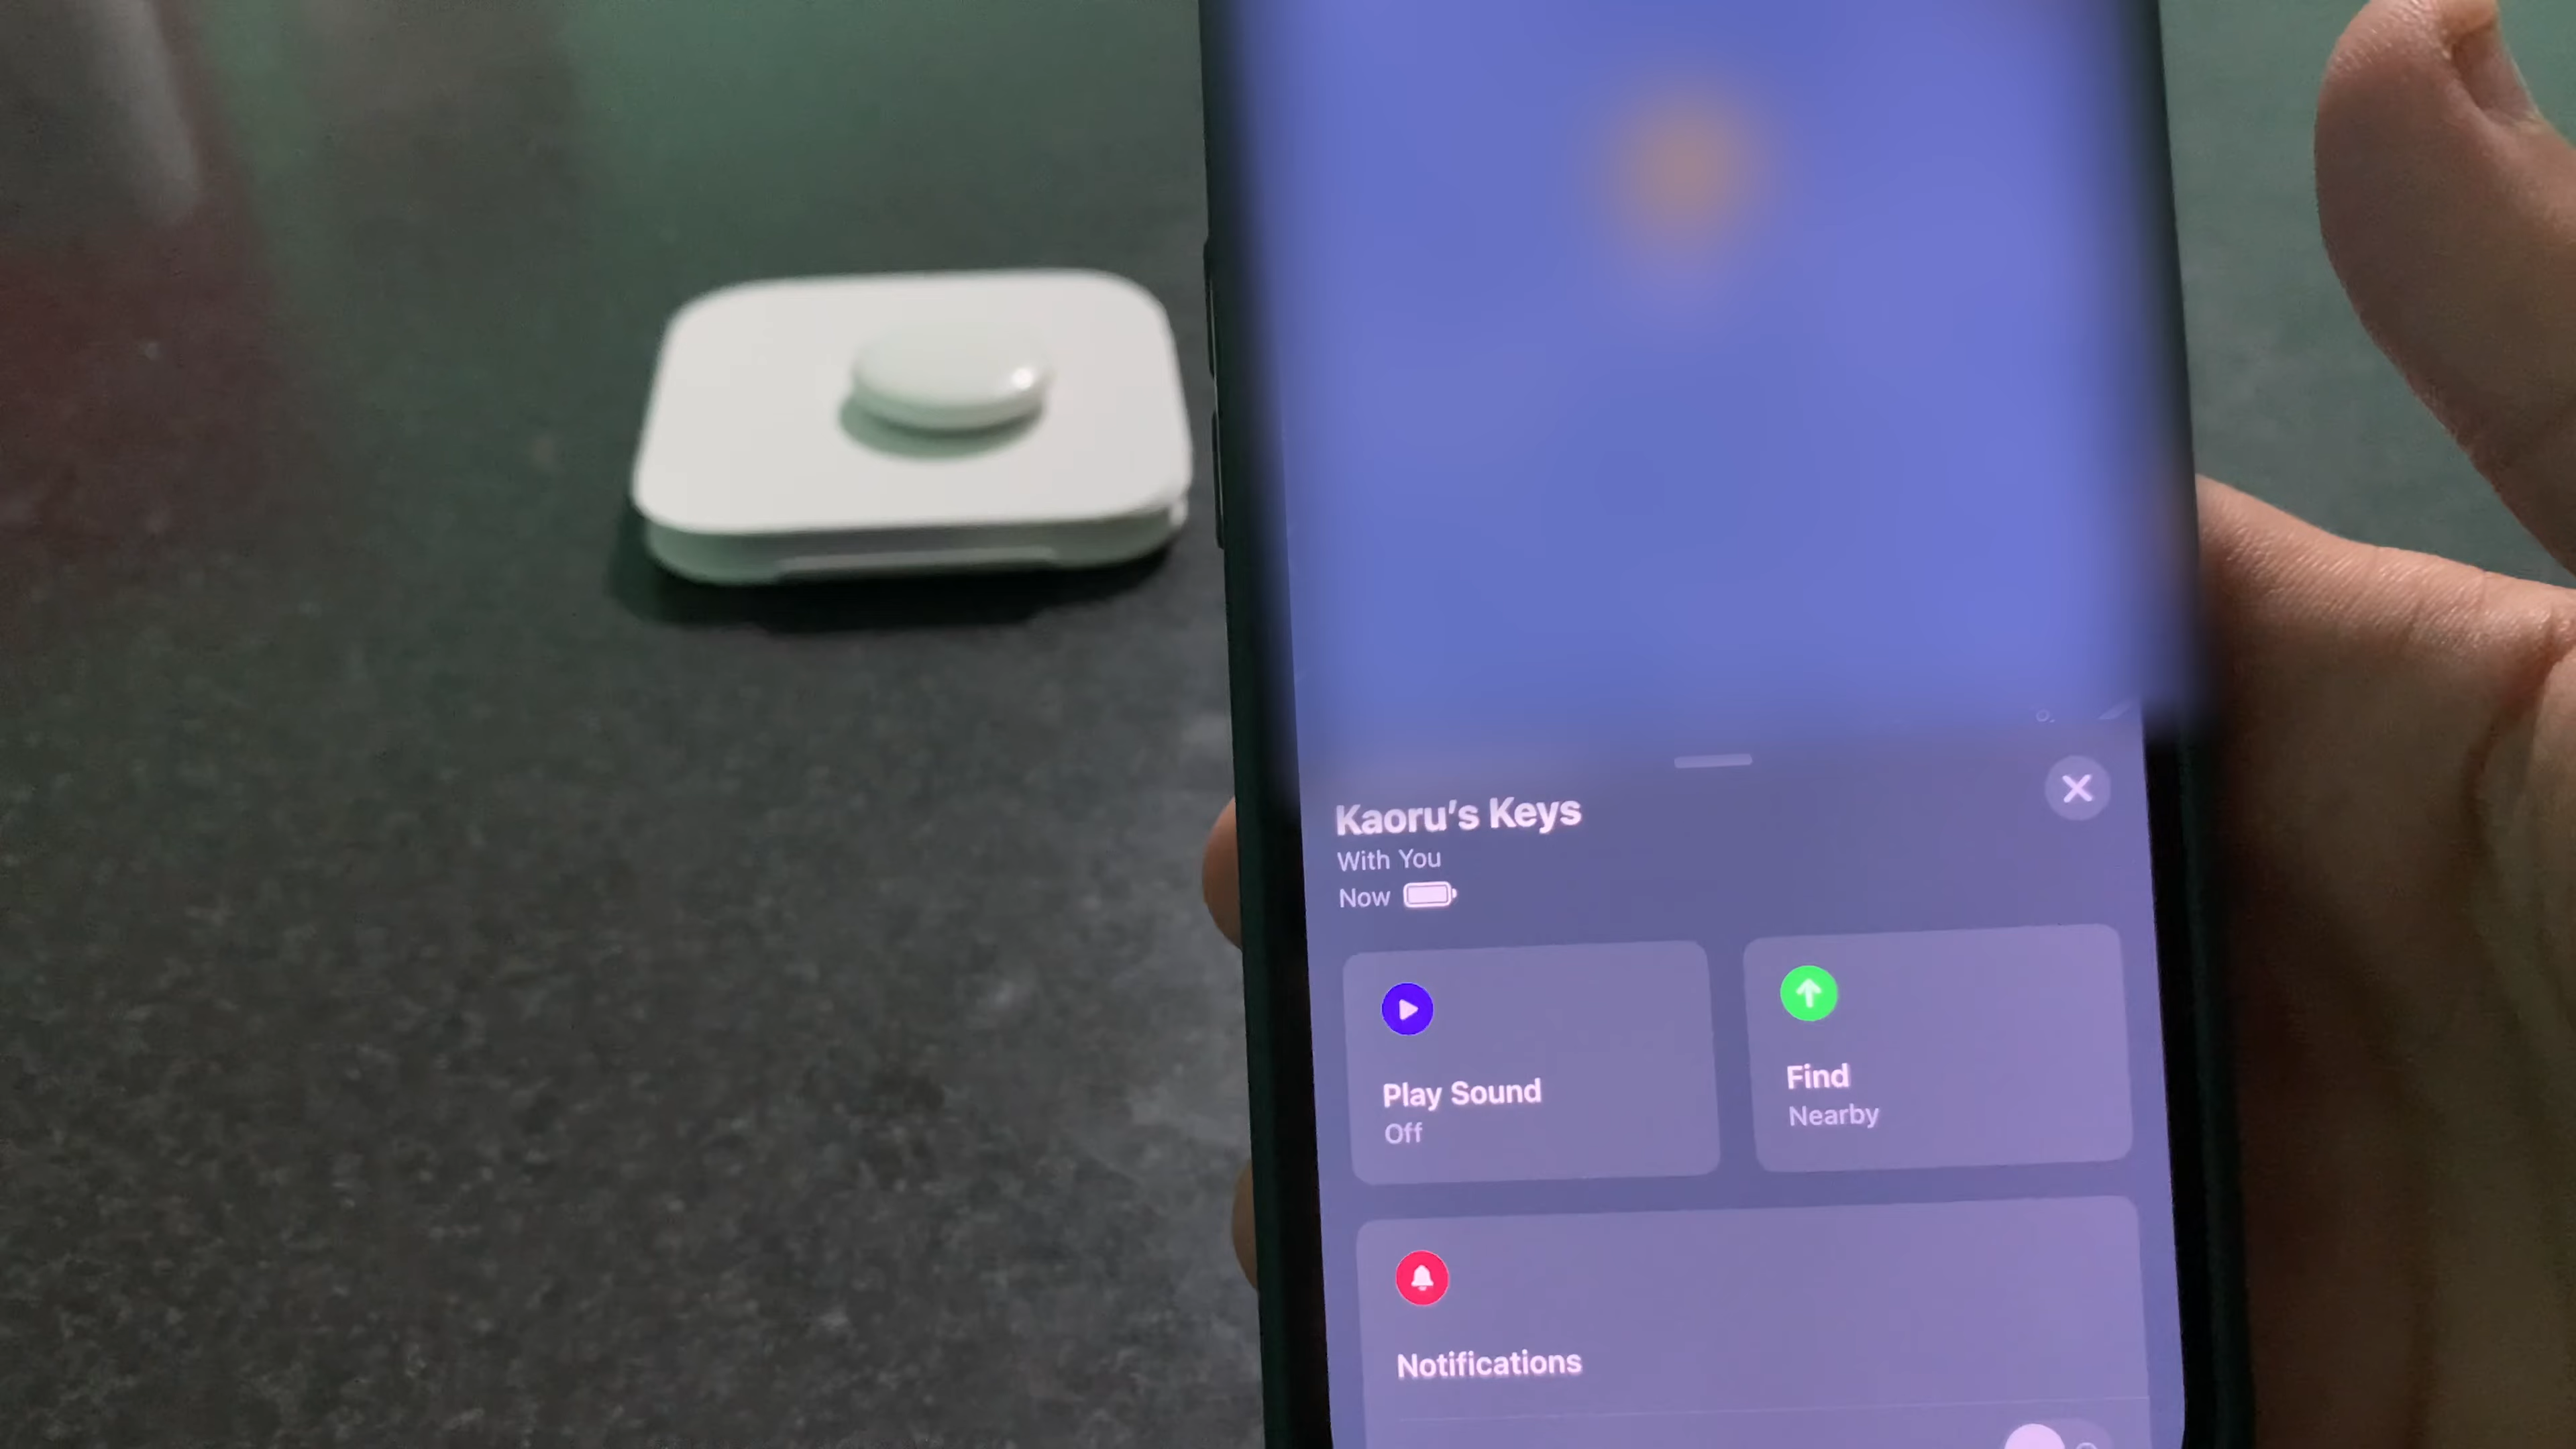 Kaoru’s Keys
With You
Now
Play Sound
Off
Find
Nearby
Notifications